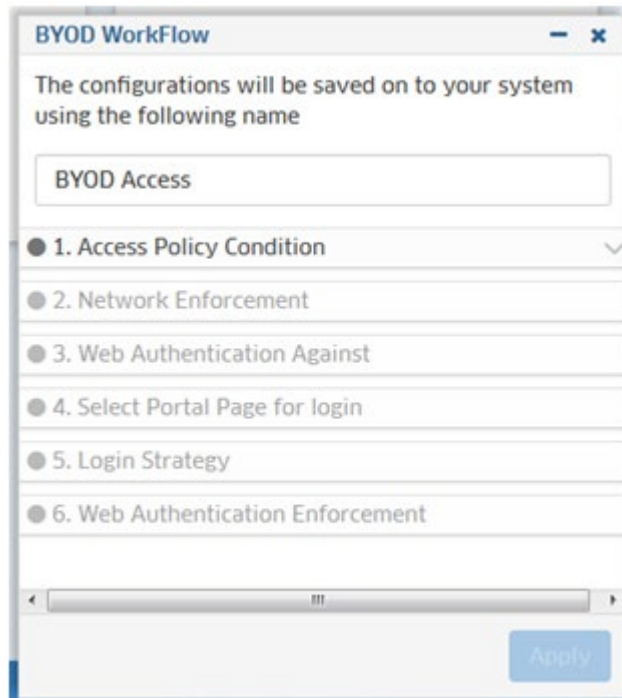 BYOD WorkFlow
The configurations will be saved on to your system
using the following name
BYOD Access
1. Access Policy Condition
2. Network Enforcement
3. Web Authentication Against
4. Select Portal Page for login
5. Login Strategy
6. Web Authentication Enforcement
Apply